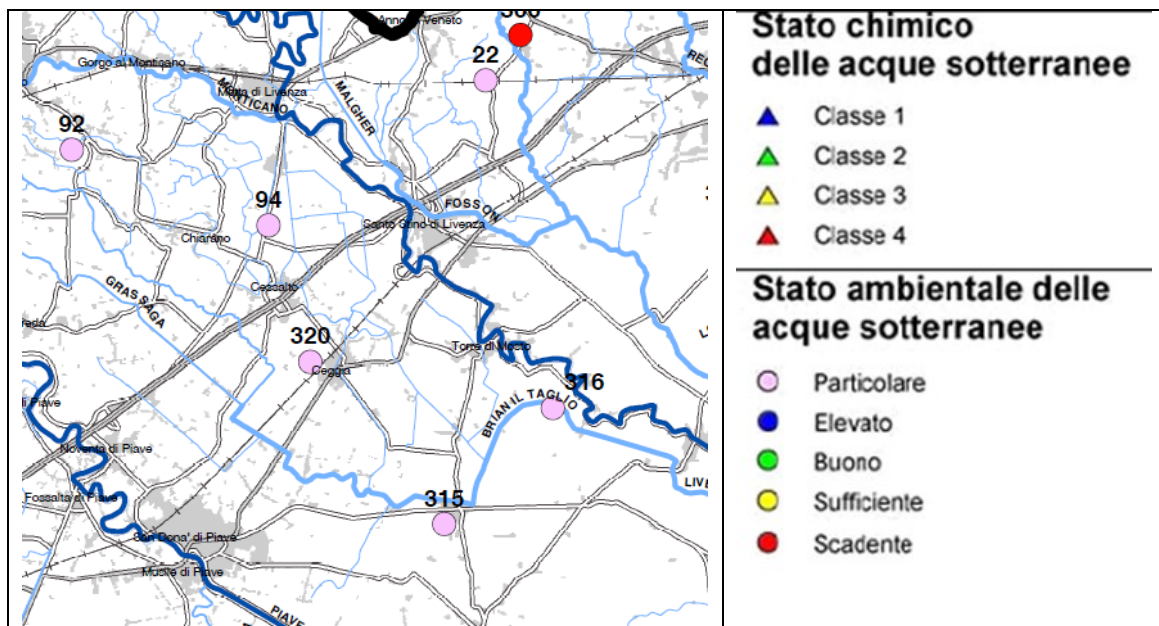 Gorgo al Monticano
MONTICANO
Motta di Livenza
MALGHER
22
92
94
FOSSON
Santo Stino di Livenza
Chiarano
Cessalto
GRASSAGA
320
Ceggia
Torre di Mosto
316
BRIAN IL TAGLIO
di Piave
Noventa di Piave
Fossalta di Piave
315
San Dona' di Piave
Musile di Piave
PIAVE
Stato chimico
delle acque sotterranee
Classe 1
Classe 2
Classe 3
Classe 4
Stato ambientale delle
acque sotterranee
Particolare
Elevato
Buono
Sufficiente
Scadente